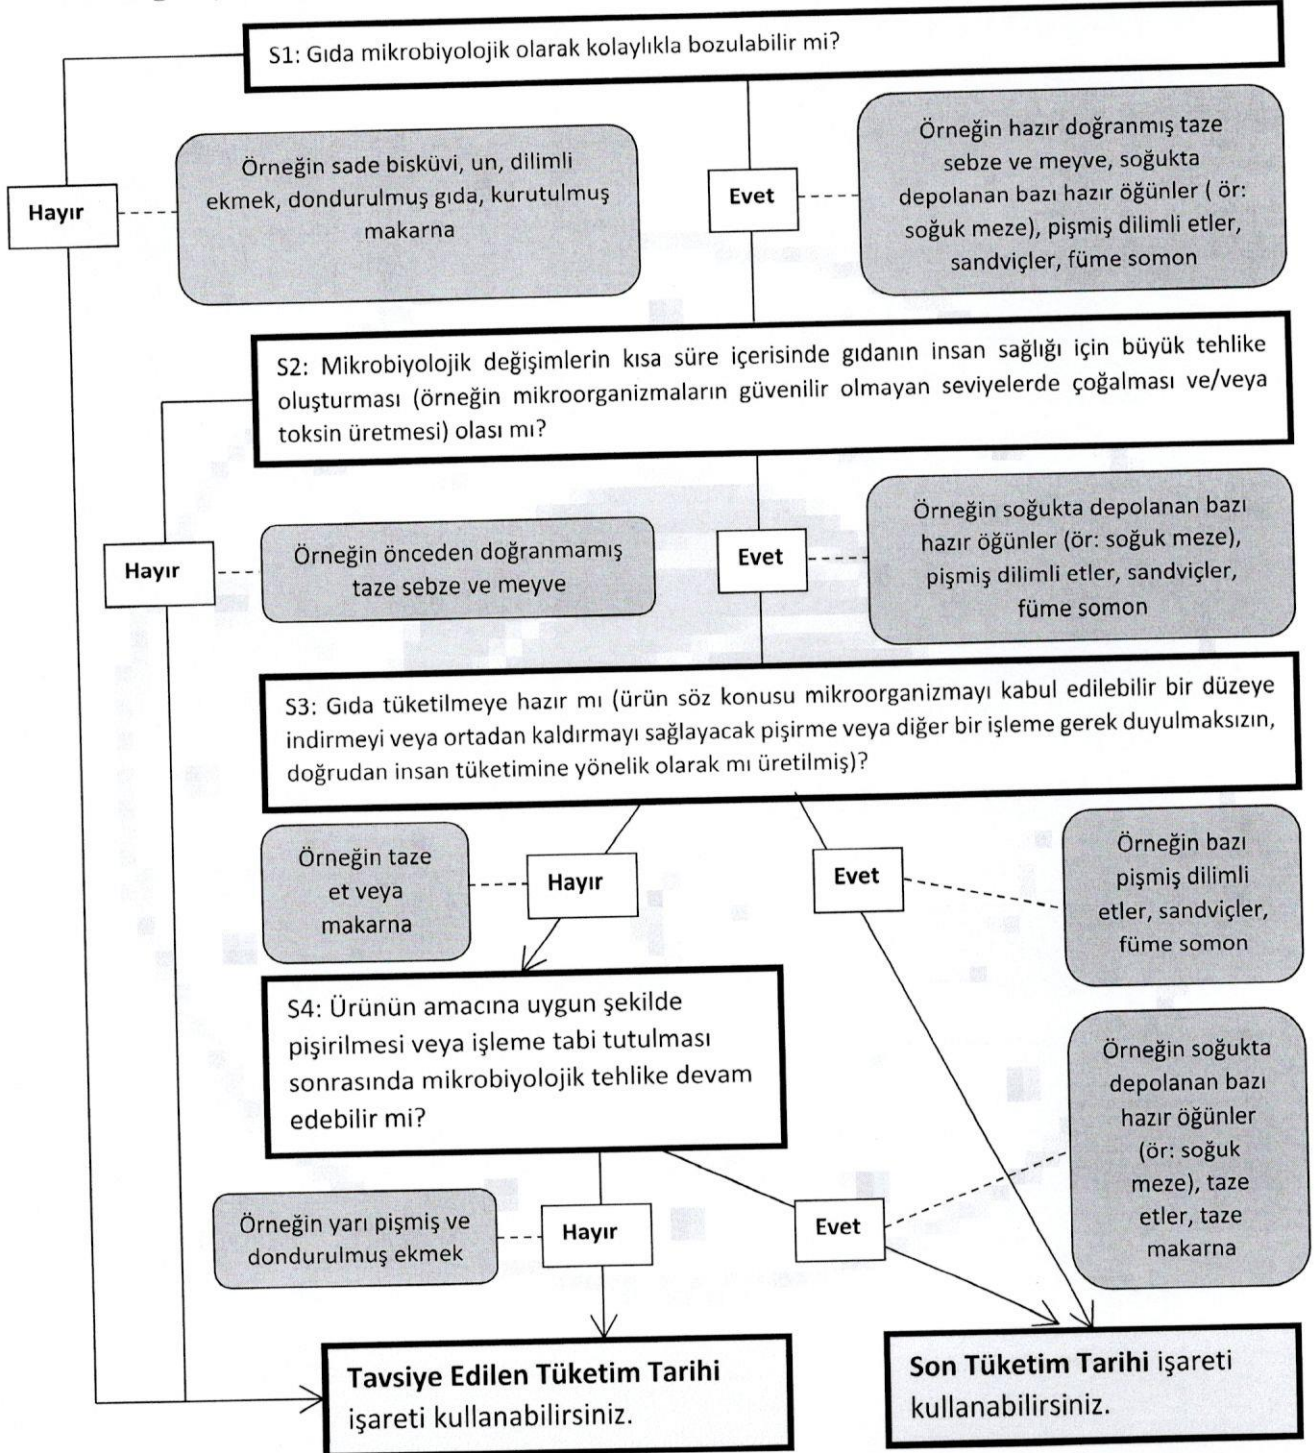 S1: Gıda mikrobiyolojik olarak kolaylıkla bozulabilir mi?
Hayır
Örneğin sade bisküvi, un, dilimli
ekmek, dondurulmuş gıda, kurutulmuş
makarna
Evet
Örneğin hazır doğranmış taze
sebze ve meyve, soğukta
depolanan bazı hazır öğünler ( ör:
soğuk meze), pişmiş dilimli etler,
sandviçler, füme somon
S2: Mikrobiyolojik değişimlerin kısa süre içerisinde gıdanın insan sağlığı için büyük tehlike
oluşturması (örneğin mikroorganizmaların güvenilir olmayan seviyelerde çoğalması ve/veya
toksin üretmesi) olası mı?
Hayır
Örneğin önceden doğranmamış
taze sebze ve meyve
Evet
Örneğin soğukta depolanan bazı
hazır öğünler (ör: soğuk meze),
pişmiş dilimli etler, sandviçler,
füme somon
S3: Gıda tüketilmeye hazır mı (ürün söz konusu mikroorganizmayı kabul edilebilir bir düzeye
indirmeyi veya ortadan kaldırmayı sağlayacak pişirme veya diğer bir işleme gerek duyulmaksızın,
doğrudan insan tüketimine yönelik olarak mı üretilmiş)?
Örneğin taze
et veya
makarna
Hayır
Evet
Örneğin bazı
pişmiş dilimli
etler, sandviçler,
füme somon
S4: Ürünün amacına uygun şekilde
pişirilmesi veya işleme tabi tutulması
sonrasında mikrobiyolojik tehlike devam
edebilir mi?
Örneğin soğukta
depolanan bazı
hazır öğünler
(ör: soğuk
meze), taze
etler, taze
makarna
Örneğin yarı pişmiş ve
dondurulmuş ekmek
Hayır
Evet
Tavsiye Edilen Tüketim Tarihi
işareti kullanabilirsiniz.
Son Tüketim Tarihi işareti
kullanabilirsiniz.